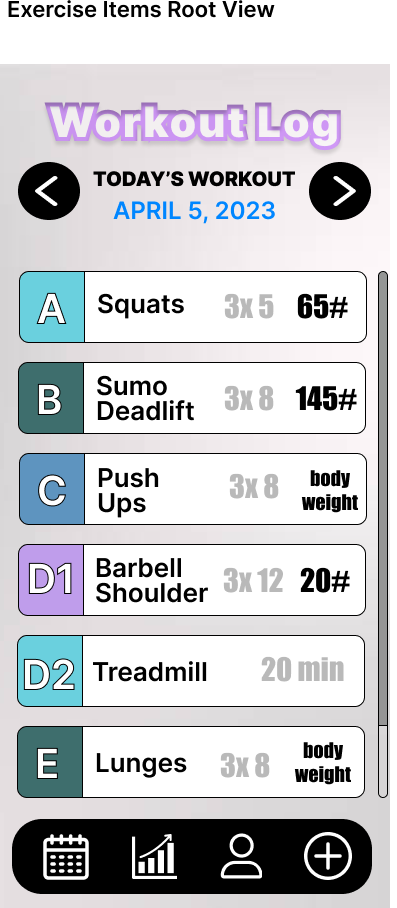 Exercise Items Root View
Workout Log
TODAY’S WORKOUT
APRIL 5, 2023
A Squats 3x 5 65#
B Sumo Deadlift 3x 8 145#
C Push Ups 3x 8 body weight
D1 Barbell Shoulder 3x 12 20#
D2 Treadmill 20 min
E Lunges 3x 8 body weight